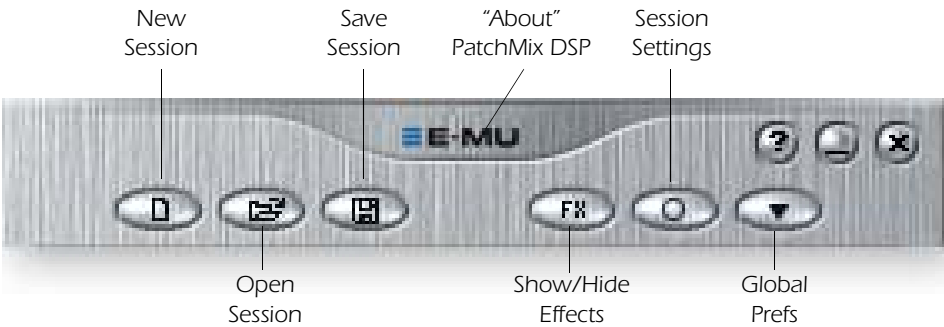 New
Session
Save
Session
“About”
PatchMix DSP
Session
Settings
E-MU
?
X
FX
Open
Session
Show/Hide
Effects
Global
Prefs